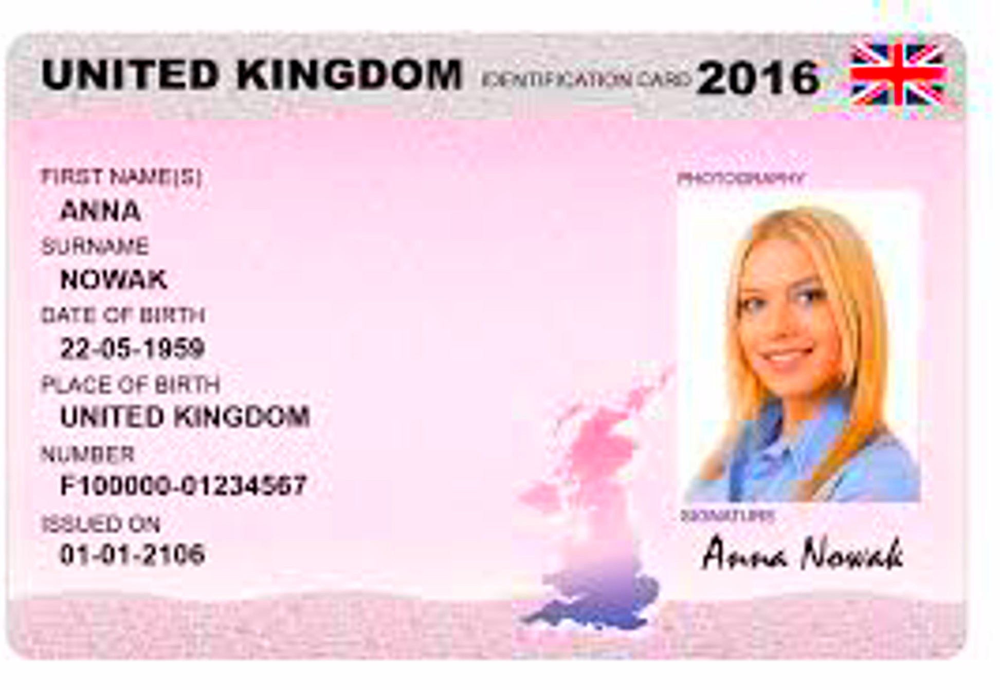 UNITED KINGDOM IDENTIFICATION CARD 2016
FIRST NAME(S)
ANNA
SURNAME
NOWAK
DATE OF BIRTH
22-05-1959
PLACE OF BIRTH
UNITED KINGDOM
NUMBER
F100000-01234567
ISSUED ON
01-01-2106
PHOTOGRAPHY
SIGNATURE
Anna Nowak